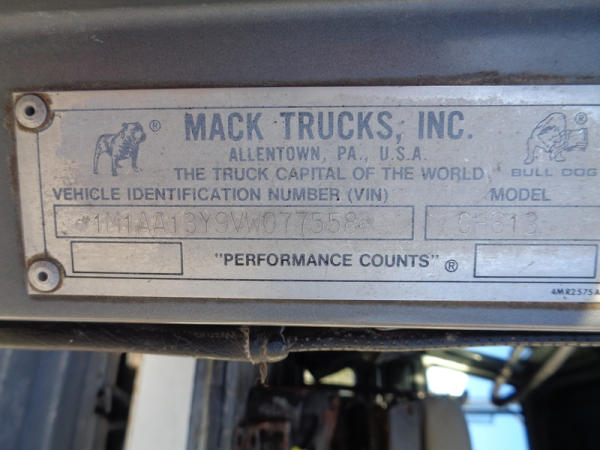 ® MACK TRUCKS, INC.
ALLENTOWN, PA., U.S.A.
THE TRUCK CAPITAL OF THE WORLD BULL DOG
VEHICLE IDENTIFICATION NUMBER (VIN) MODEL
*1M1AA13Y9VW077558* CH613
"PERFORMANCE COUNTS" ®
4MR2575A